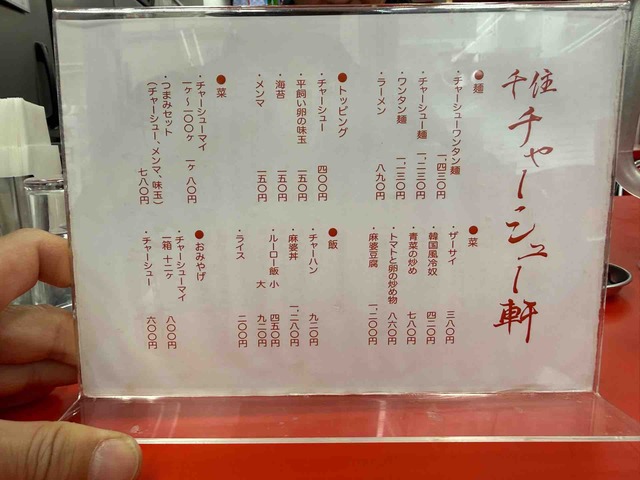 千住 チャーシュー軒
●麺
・チャーシューワンタン麺 一、四三〇円
・チャーシュー麺 一、二三〇円
・ワンタン麺 一、二三〇円
・ラーメン 八九〇円
●トッピング
・チャーシュー 四〇〇円
・平飼い卵の味玉 一五〇円
・海苔 一五〇円
・メンマ 一五〇円
●菜
・チャーシューマイ
一ヶ～一〇〇ヶ 一ヶ 八〇円
・つまみセット
(チャーシュー、メンマ、味玉)
七八〇円
●菜
・ザーサイ 三八〇円
・韓国風冷奴 四二〇円
・青菜の炒め 七八〇円
・トマトと卵の炒め物 八六〇円
・麻婆豆腐 一、二〇〇円
●飯
・チャーハン 九二〇円
・麻婆丼 一、二八〇円
・ルーロー飯 小 四五〇円
大 九二〇円
・ライス 二〇〇円
●おみやげ
・チャーシューマイ
一箱 十二ヶ 八〇〇円
・チャーシュー 六〇〇円